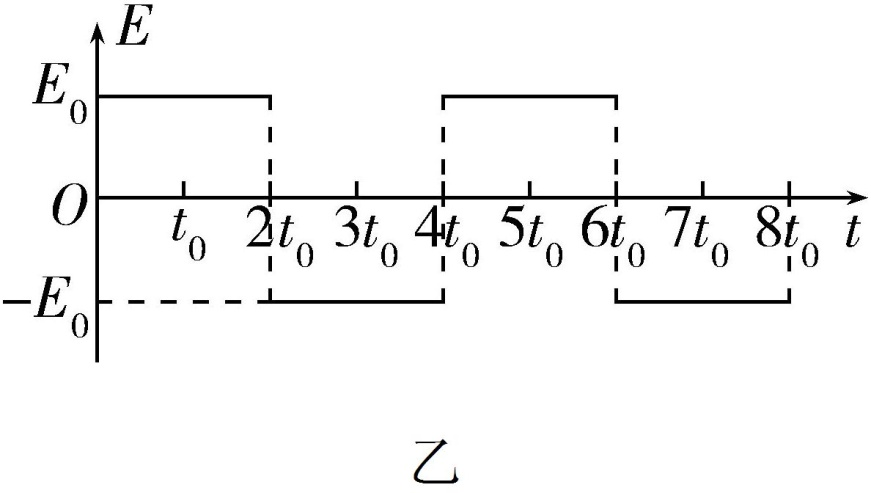 E
E₀
O
t₀ 2t₀ 3t₀ 4t₀ 5t₀ 6t₀ 7t₀ 8t₀ t
−E₀
乙